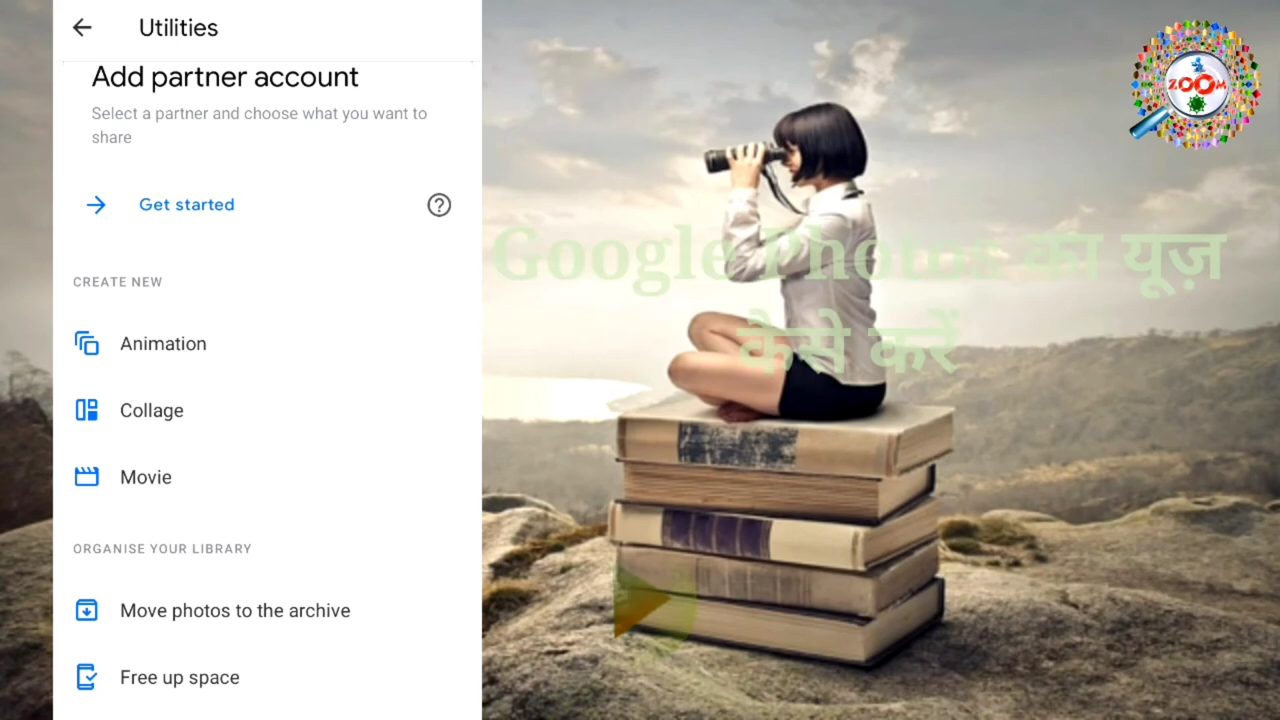 Utilities
Add partner account
Select a partner and choose what you want to
share
Get started
CREATE NEW
Animation
Collage
Movie
ORGANISE YOUR LIBRARY
Move photos to the archive
Free up space
Google Photos का यूज़
कैसे करें
ZOOM